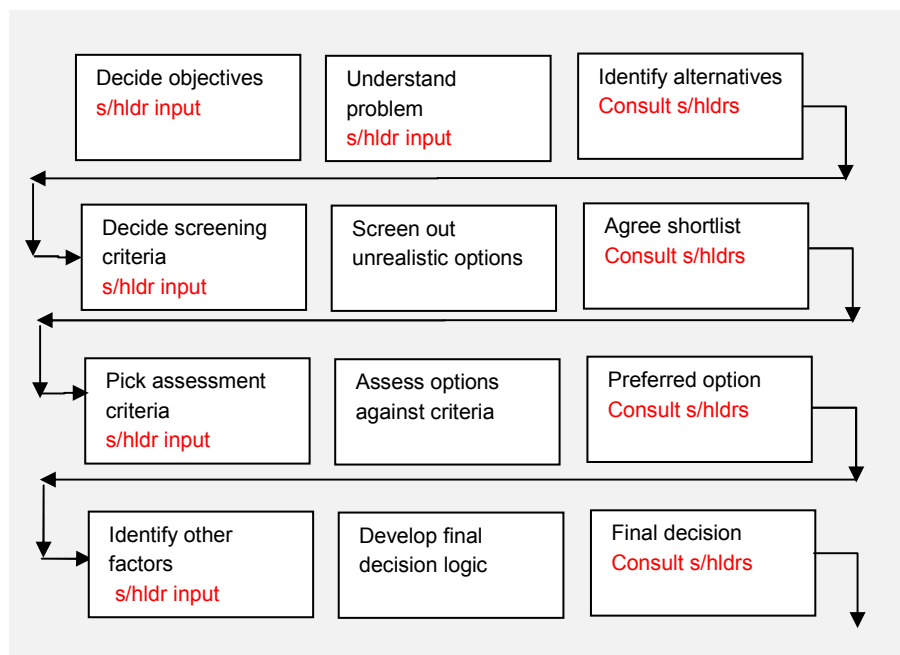 Decide objectives
s/hldr input
Understand
problem
s/hldr input
Identify alternatives
Consult s/hldrs
Decide screening
criteria
s/hldr input
Screen out
unrealistic options
Agree shortlist
Consult s/hldrs
Pick assessment
criteria
s/hldr input
Assess options
against criteria
Preferred option
Consult s/hldrs
Identify other
factors
s/hldr input
Develop final
decision logic
Final decision
Consult s/hldrs